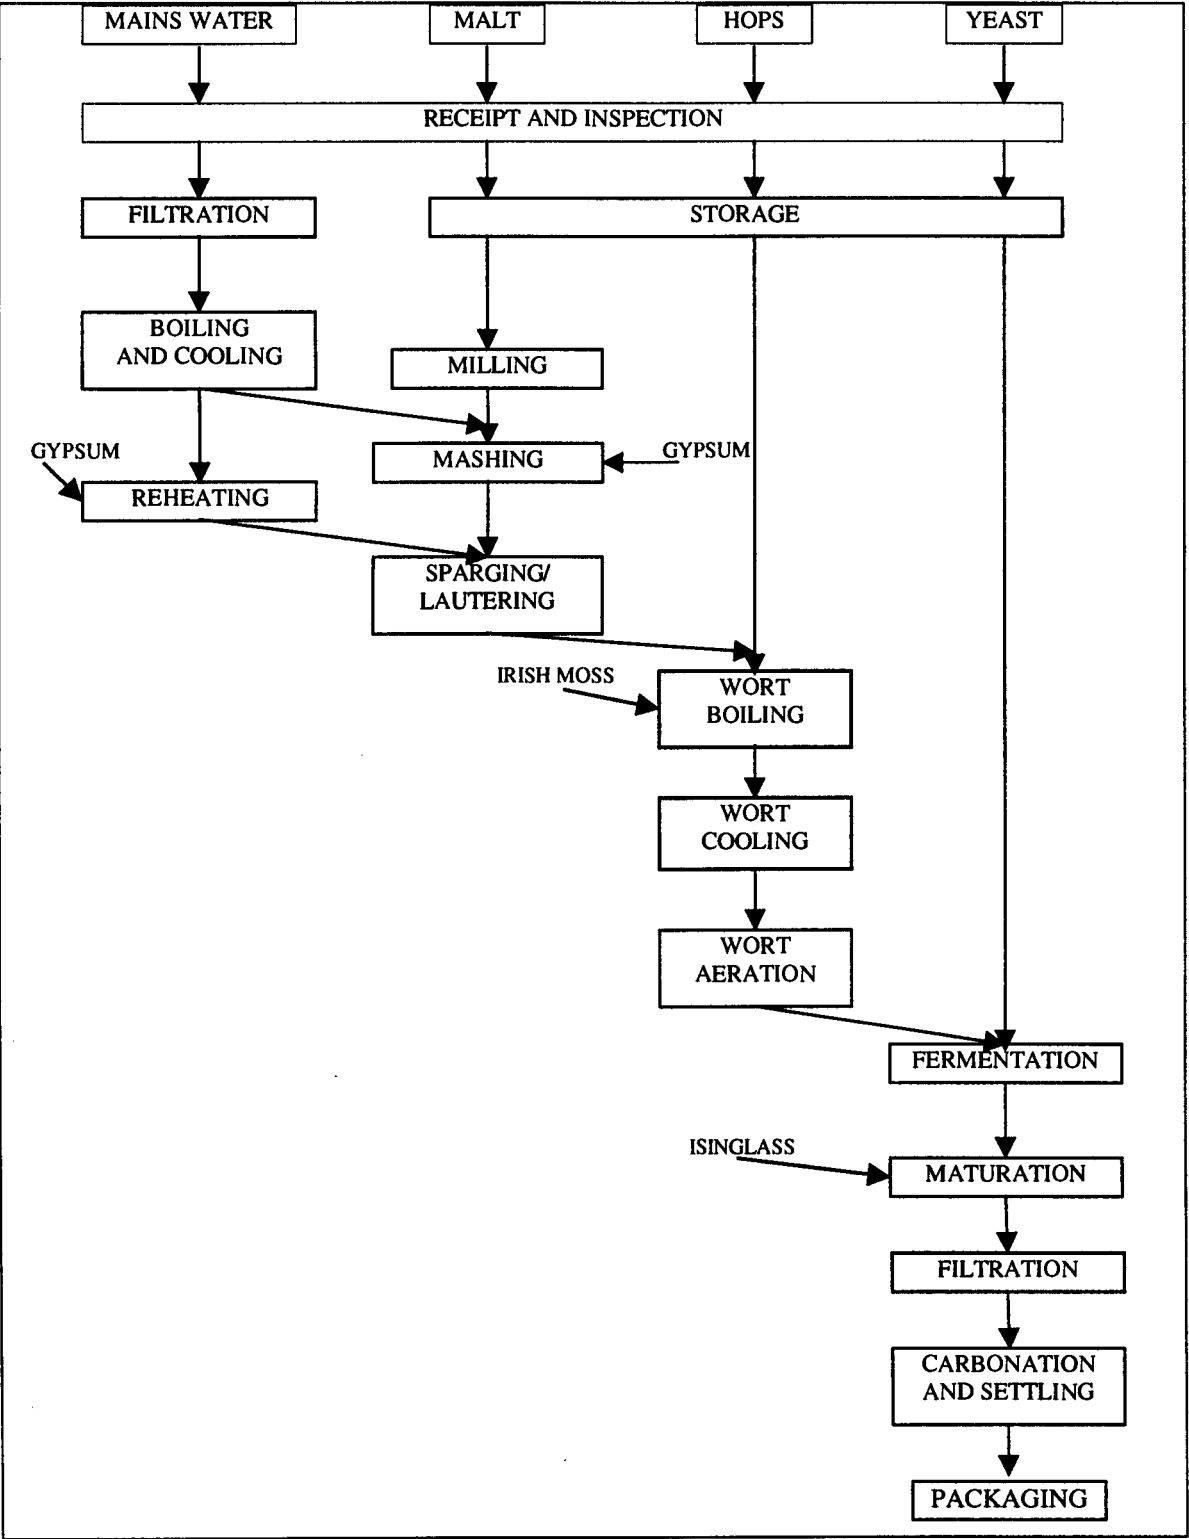 MAINS WATER
MALT
HOPS
YEAST
RECEIPT AND INSPECTION
FILTRATION
STORAGE
BOILING
AND COOLING
MILLING
GYPSUM
MASHING
GYPSUM
REHEATING
SPARGING/
LAUTERING
IRISH MOSS
WORT
BOILING
WORT
COOLING
WORT
AERATION
FERMENTATION
ISINGLASS
MATURATION
FILTRATION
CARBONATION
AND SETTLING
PACKAGING